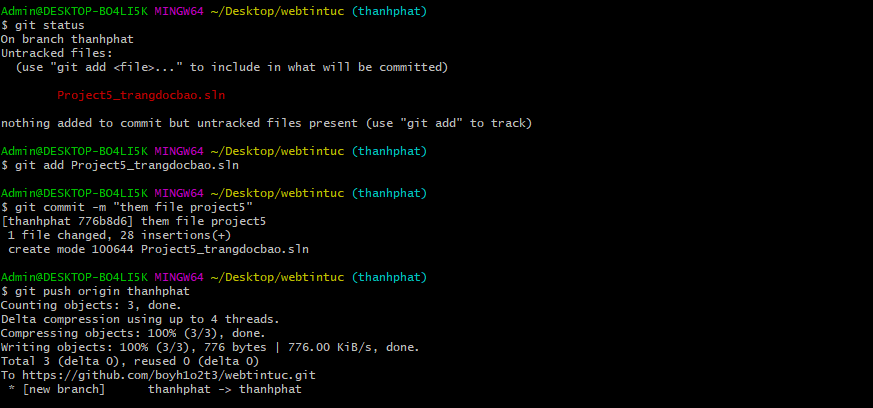 Admin@DESKTOP-BO4LI5K MINGW64 ~/Desktop/webtintuc (thanhphat)
$ git status
On branch thanhphat
Untracked files:
  (use "git add <file>..." to include in what will be committed)

        Project5_trangdocbao.sln

nothing added to commit but untracked files present (use "git add" to track)

Admin@DESKTOP-BO4LI5K MINGW64 ~/Desktop/webtintuc (thanhphat)
$ git add Project5_trangdocbao.sln

Admin@DESKTOP-BO4LI5K MINGW64 ~/Desktop/webtintuc (thanhphat)
$ git commit -m "them file project5"
[thanhphat 776b8d6] them file project5
 1 file changed, 28 insertions(+)
 create mode 100644 Project5_trangdocbao.sln

Admin@DESKTOP-BO4LI5K MINGW64 ~/Desktop/webtintuc (thanhphat)
$ git push origin thanhphat
Counting objects: 3, done.
Delta compression using up to 4 threads.
Compressing objects: 100% (3/3), done.
Writing objects: 100% (3/3), 776 bytes | 776.00 KiB/s, done.
Total 3 (delta 0), reused 0 (delta 0)
To https://github.com/boyh1o2t3/webtintuc.git
 * [new branch]      thanhphat -> thanhphat